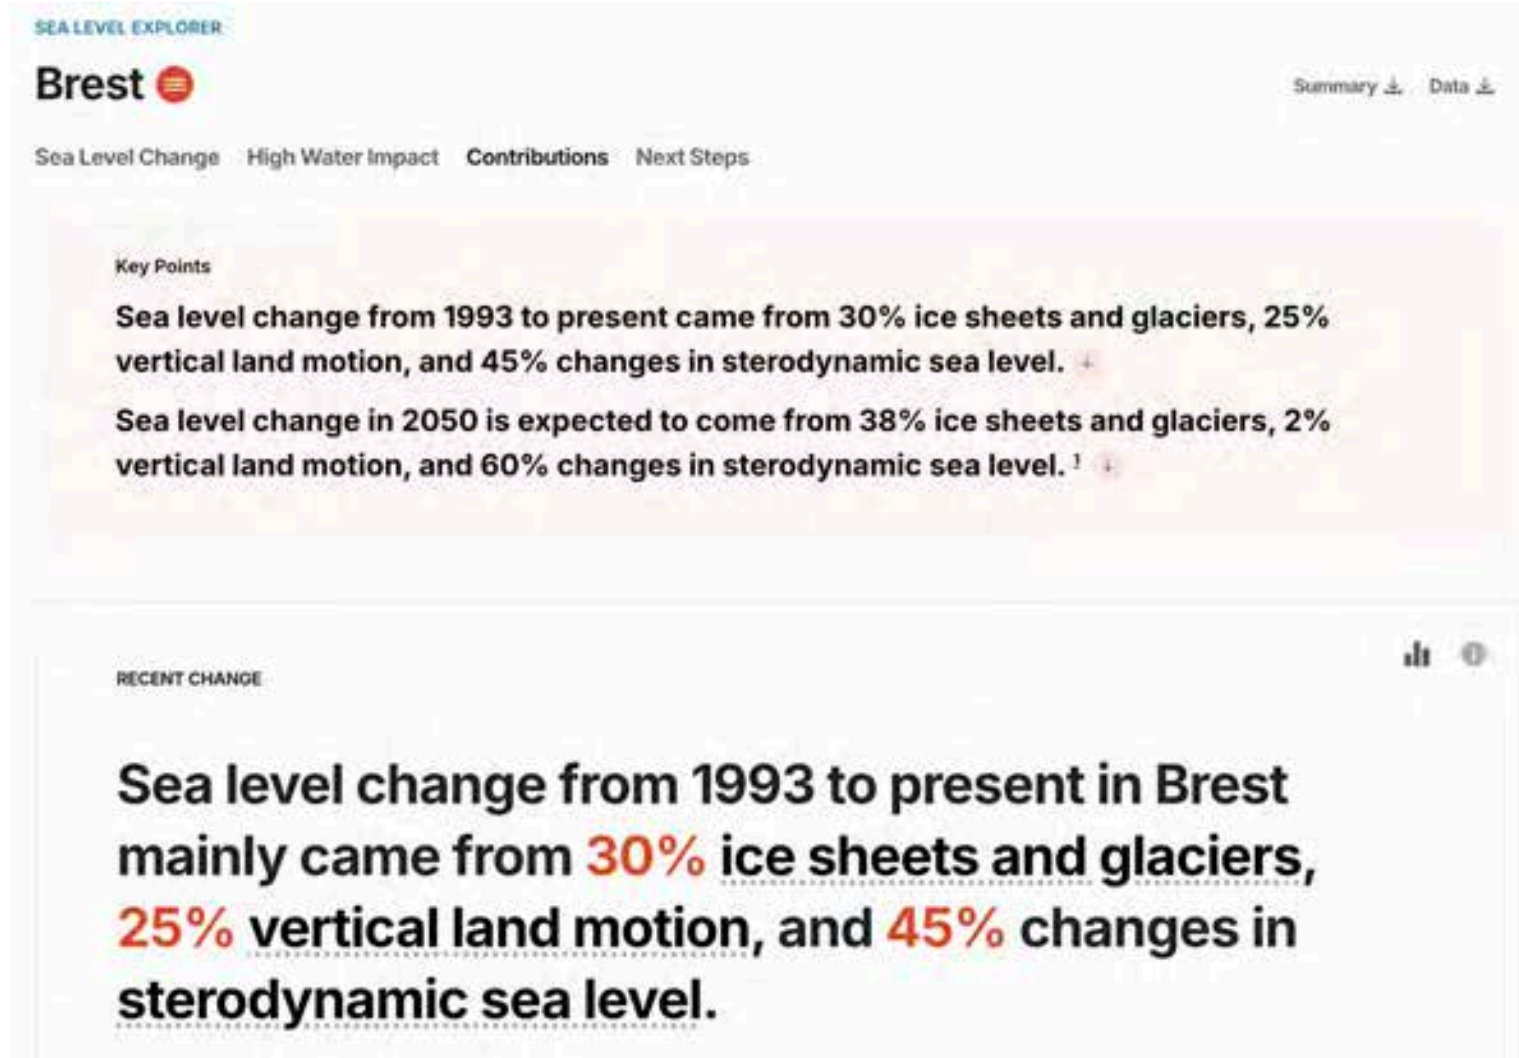 SEA LEVEL EXPLORER
Brest
Summary
Data
Sea Level Change
High Water Impact
Contributions
Next Steps
Key Points
Sea level change from 1993 to present came from 30% ice sheets and glaciers, 25%
vertical land motion, and 45% changes in sterodynamic sea level.
Sea level change in 2050 is expected to come from 38% ice sheets and glaciers, 2%
vertical land motion, and 60% changes in sterodynamic sea level. 1
RECENT CHANGE
Sea level change from 1993 to present in Brest
mainly came from 30% ice sheets and glaciers,
25% vertical land motion, and 45% changes in
sterodynamic sea level.